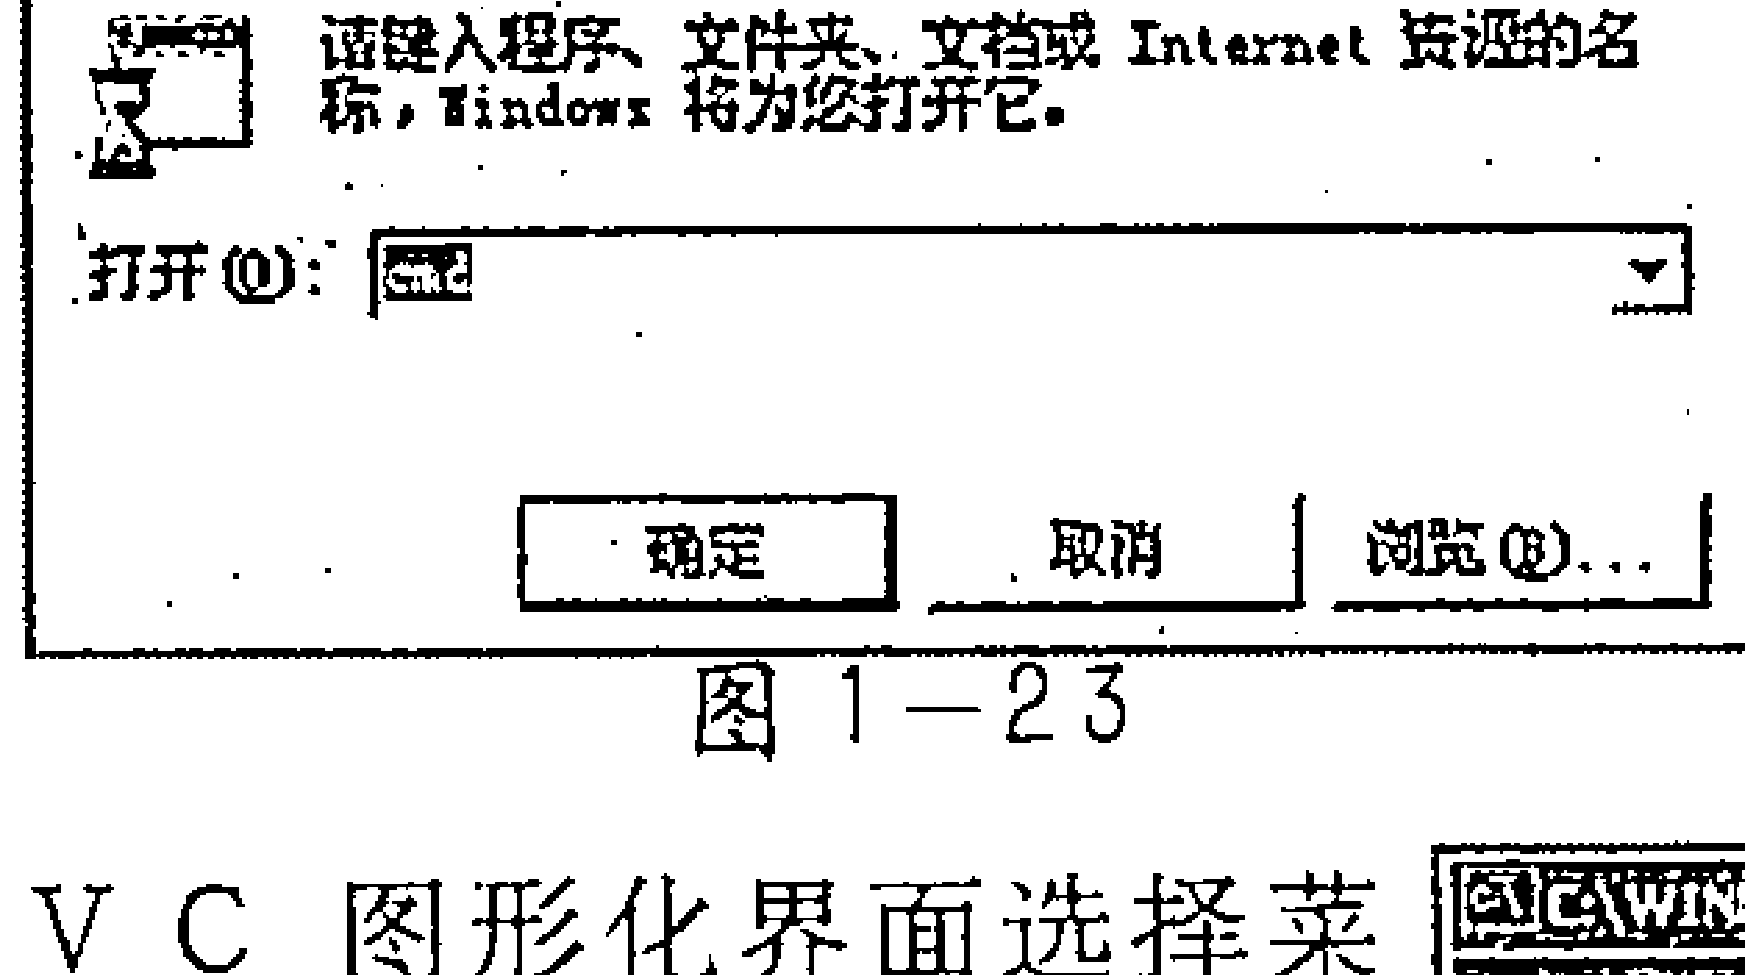 请键入程序、文件夹、文档或 Internet 资源的名
称，Windows 将为您打开它。
打开(O)： cmd
确定 取消 浏览(B)...
图 1－23
VC 图形化界面选择菜
C:\WIN